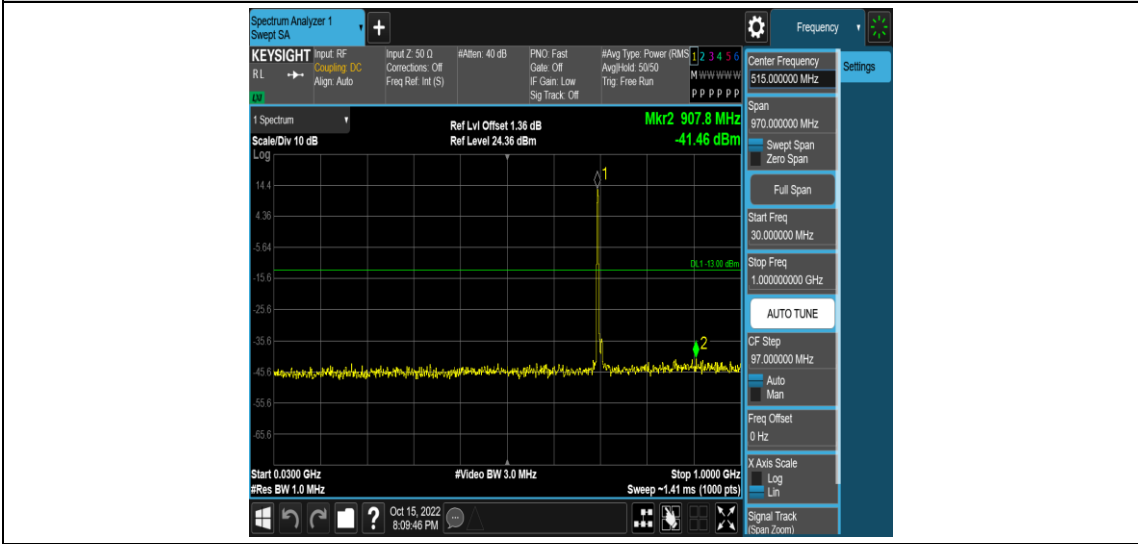 Spectrum Analyzer 1
Swept SA
+
Frequency
KEYSIGHT
RL
LNI
Input: RF
Coupling: DC
Align: Auto
Input Z: 50 Ω
Corrections: Off
Freq Ref: Int (S)
#Atten: 40 dB
PNO: Fast
Gate: Off
IF Gain: Low
Sig Track: Off
#Avg Type: Power (RMS
Avg|Hold: 50/50
Trig: Free Run
1 2 3 4 5 6
M W W W W W
P P P P P P
1 Spectrum
Scale/Div 10 dB
Log
Ref Lvl Offset 1.36 dB
Ref Level 24.36 dBm
Mkr2 907.8 MHz
-41.46 dBm
1
14.4
4.36
-5.64
DL1 -13.00 dBm
-15.6
-25.6
-35.6
2
-45.6
-55.6
-65.6
Start 0.0300 GHz
#Video BW 3.0 MHz
Stop 1.0000 GHz
#Res BW 1.0 MHz
Sweep ~1.41 ms (1000 pts)
?
Oct 15, 2022
8:09:46 PM
Center Frequency
515.000000 MHz
Settings
Span
970.000000 MHz
Swept Span
Zero Span
Full Span
Start Freq
30.000000 MHz
Stop Freq
1.000000000 GHz
AUTO TUNE
CF Step
97.000000 MHz
Auto
Man
Freq Offset
0 Hz
X Axis Scale
Log
Lin
Signal Track
(Span Zoom)